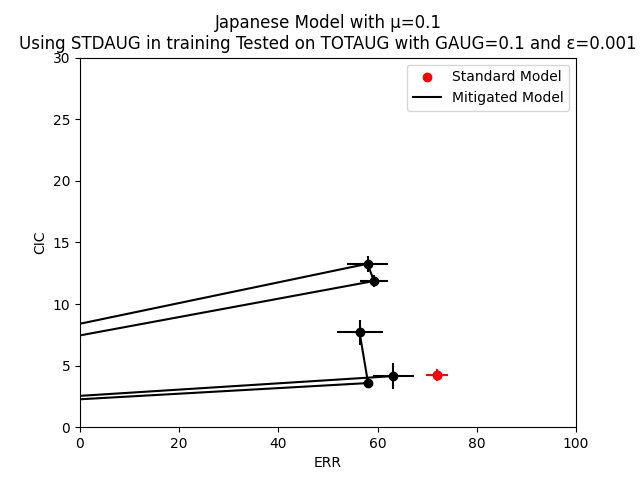 Japanese Model with μ=0.1
Using STDAUG in training Tested on TOTAUG with GAUG=0.1 and ε=0.001
Standard Model
Mitigated Model
30
25
20
15
10
5
0
CIC
0 20 40 60 80 100
ERR